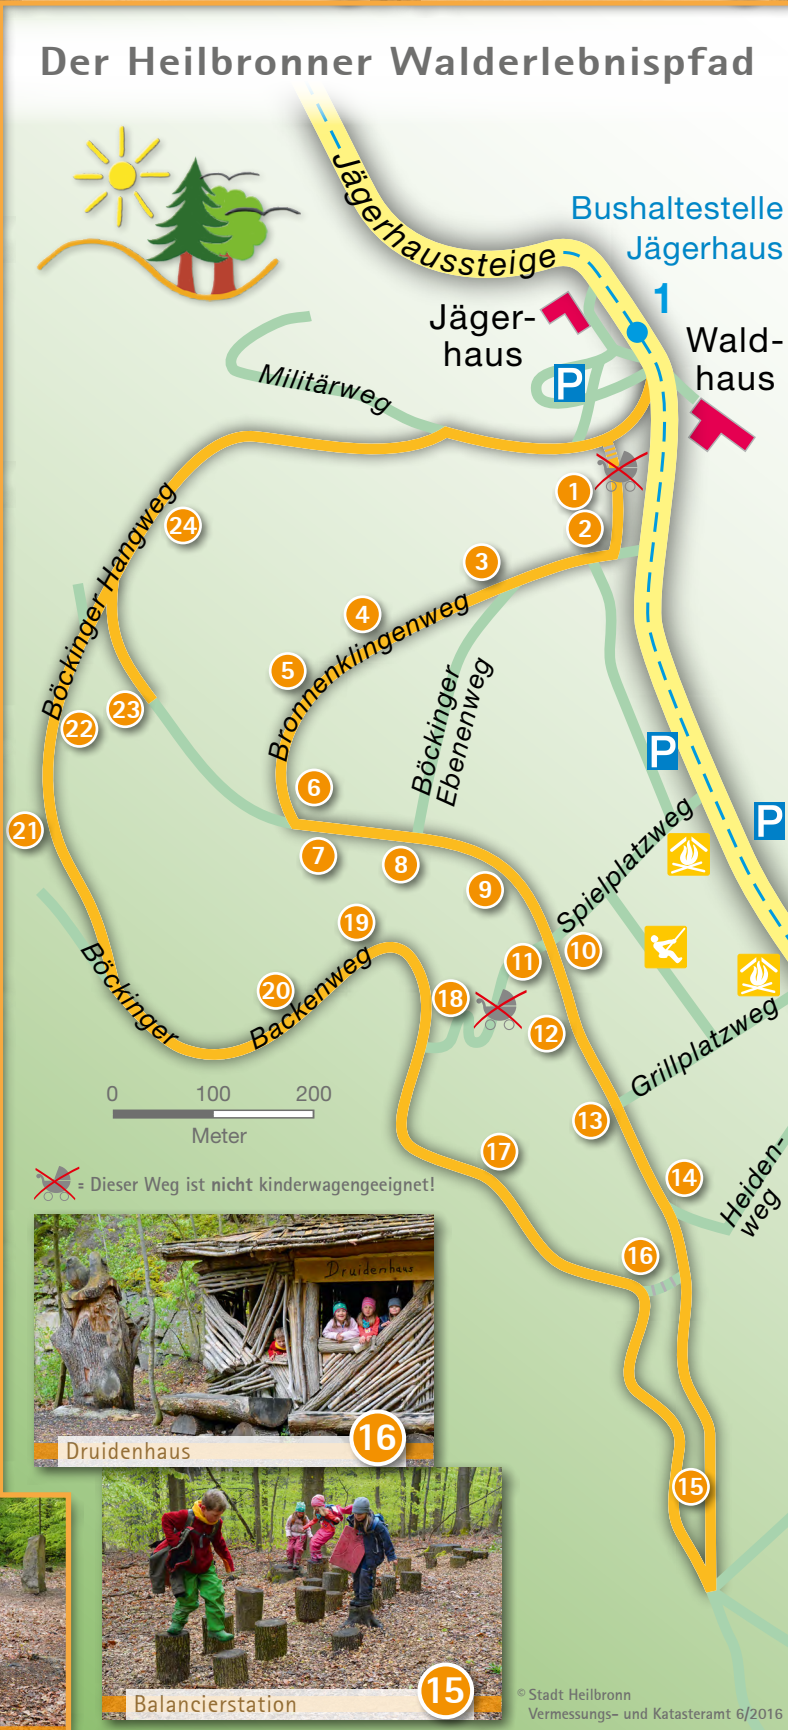 Der Heilbronner Walderlebnispfad
Jägerhaussteige
Bushaltestelle
Jägerhaus
1
Jäger-
haus
Wald-
haus
P
Militärweg
1
2
3
4
5
6
7
8
9
10
11
12
13
14
15
16
17
18
19
20
21
22
23
24
Böckinger Hangweg
Bronnenklingenweg
Böckinger
Ebenenweg
P
P
Spielplatzweg
Grillplatzweg
Heiden-
weg
Böckinger
Backenweg
0 100 200
Meter
= Dieser Weg ist nicht kinderwagengeeignet!
Druidenhaus
Druidenhaus
16
Balancierstation
15
© Stadt Heilbronn
Vermessungs- und Katasteramt 6/2016